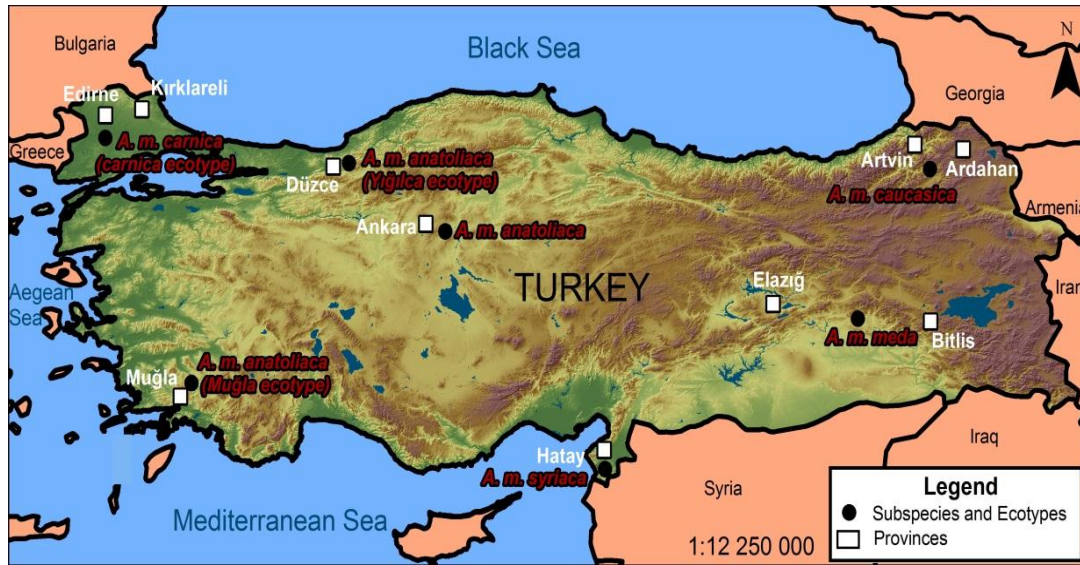 Black Sea
Bulgaria
N
Edirne
Kırklareli
Georgia
A. m. carnica
(carnica ecotype)
Greece
A. m. anatoliaca
(Yığılca ecotype)
Düzce
Artvin
Ardahan
A. m. caucasica
Armenia
Ankara
A. m. anatoliaca
TURKEY
Elazığ
Iran
Aegean
Sea
A. m. meda
Bitlis
A. m. anatoliaca
(Muğla ecotype)
Muğla
Hatay
A. m. syriaca
Iraq
Syria
Mediterranean Sea
1:12 250 000
Legend
Subspecies and Ecotypes
Provinces